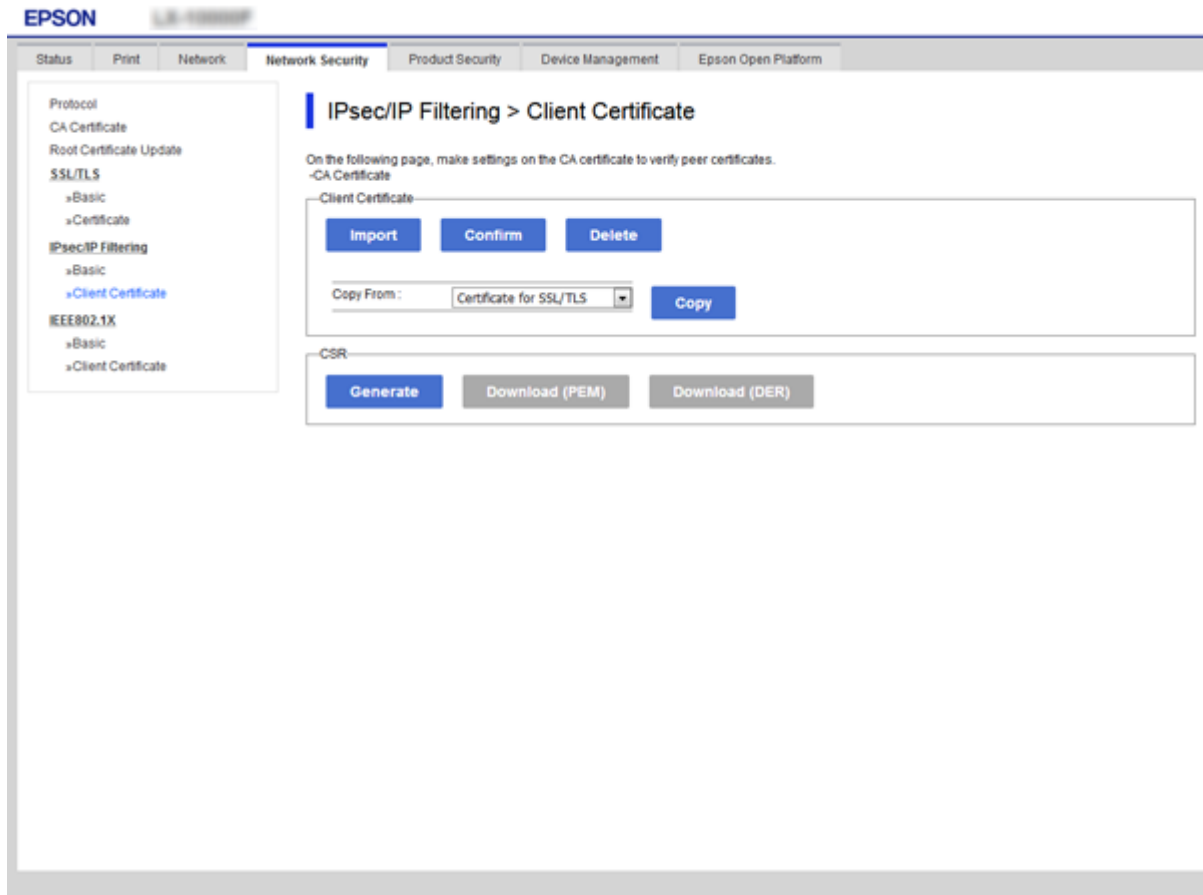 EPSON
Status Print Network Network Security Product Security Device Management Epson Open Platform
Protocol
CA Certificate
Root Certificate Update
SSL/TLS
»Basic
»Certificate
IPsec/IP Filtering
»Basic
»Client Certificate
IEEE802.1X
»Basic
»Client Certificate
IPsec/IP Filtering > Client Certificate
On the following page, make settings on the CA certificate to verify peer certificates.
-CA Certificate
Client Certificate
Import Confirm Delete
Copy From : Certificate for SSL/TLS Copy
CSR
Generate Download (PEM) Download (DER)